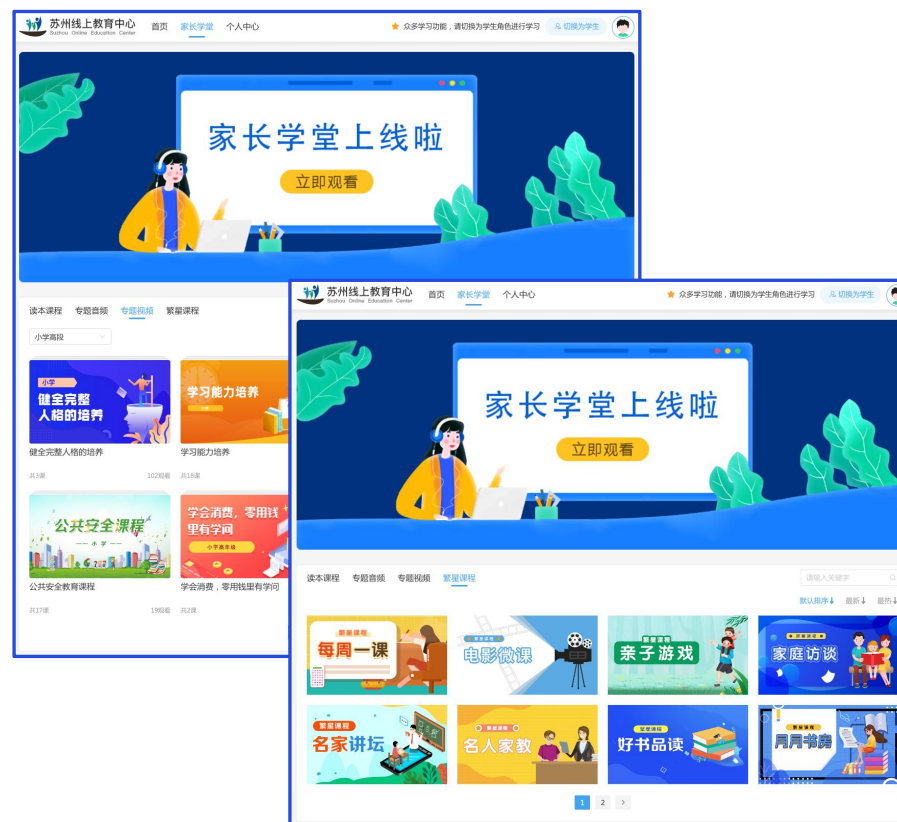 苏州线上教育中心
Suzhou Online Education Center
首页 家长学堂 个人中心
众多学习功能，请切换为学生角色进行学习
切换为学生
家长学堂上线啦
立即观看
读本课程 专题音频 专题视频 繁星课程
小学高段
小学
健全完整
人格的培养
学习能力培养
小学
健全完整人格的培养
学习能力培养
共3课
102观看
共18课
公共安全课程
小学
学会消费，零用钱
里有学问
小学高年级
公共安全教育课程
学会消费，零用钱里有学问
共17课
19观看
共2课
苏州线上教育中心
Suzhou Online Education Center
首页 家长学堂 个人中心
众多学习功能，请切换为学生角色进行学习
切换为学生
家长学堂上线啦
立即观看
读本课程 专题音频 专题视频 繁星课程
请输入关键字
默认排序↓ 最新↓ 最热↓
繁星课程
每周一课
繁星课程
电影微课
繁星课程
亲子游戏
繁星课程
家庭访谈
繁星课程
名家讲坛
繁星课程
名人家教
繁星课程
好书品读
繁星课程
月月书房
1 2 >